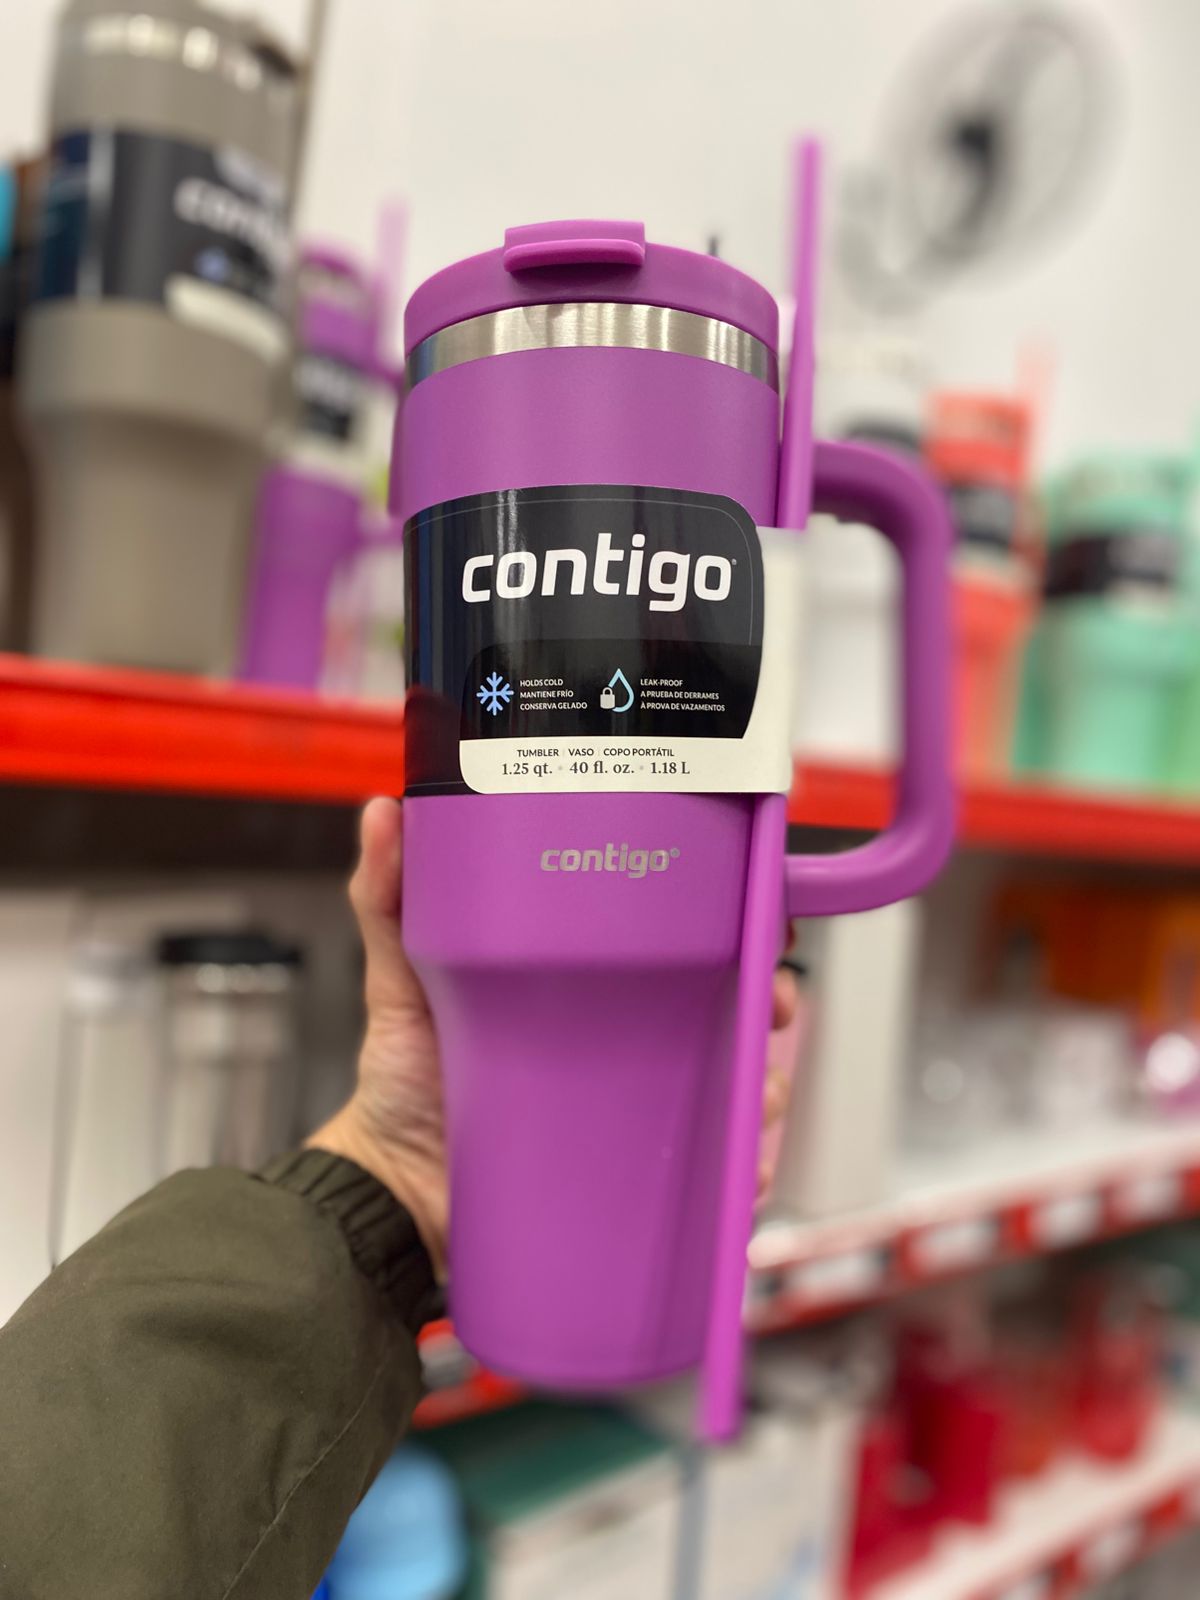 contigo®
HOLDS COLD
MANTIENE FRÍO
CONSERVA GELADO
LEAK-PROOF
A PRUEBA DE DERRAMES
À PROVA DE VAZAMENTOS
TUMBLER | VASO | COPO PORTÁTIL
1.25 qt. • 40 fl. oz. • 1.18 L
contigo®
contigo